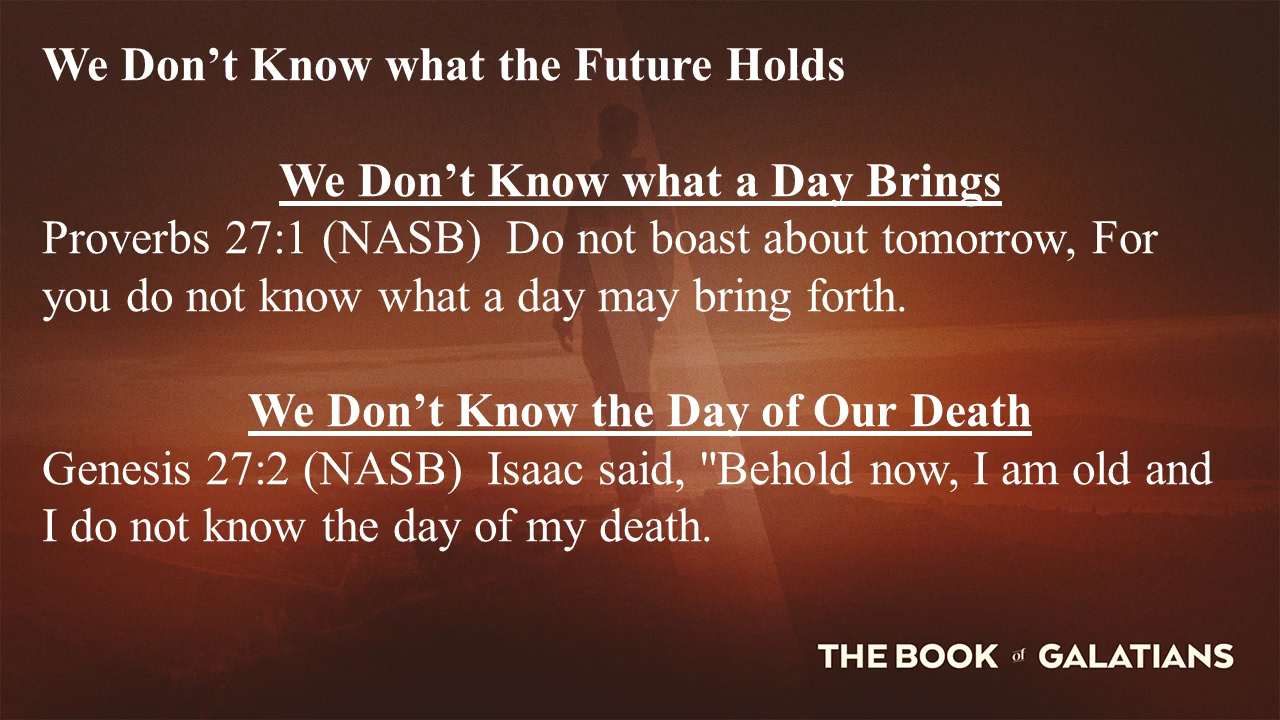 We Don’t Know what the Future Holds
We Don’t Know what a Day Brings
Proverbs 27:1 (NASB)  Do not boast about tomorrow, For
you do not know what a day may bring forth.
We Don’t Know the Day of Our Death
Genesis 27:2 (NASB)  Isaac said, "Behold now, I am old and
I do not know the day of my death.
THE BOOK of GALATIANS